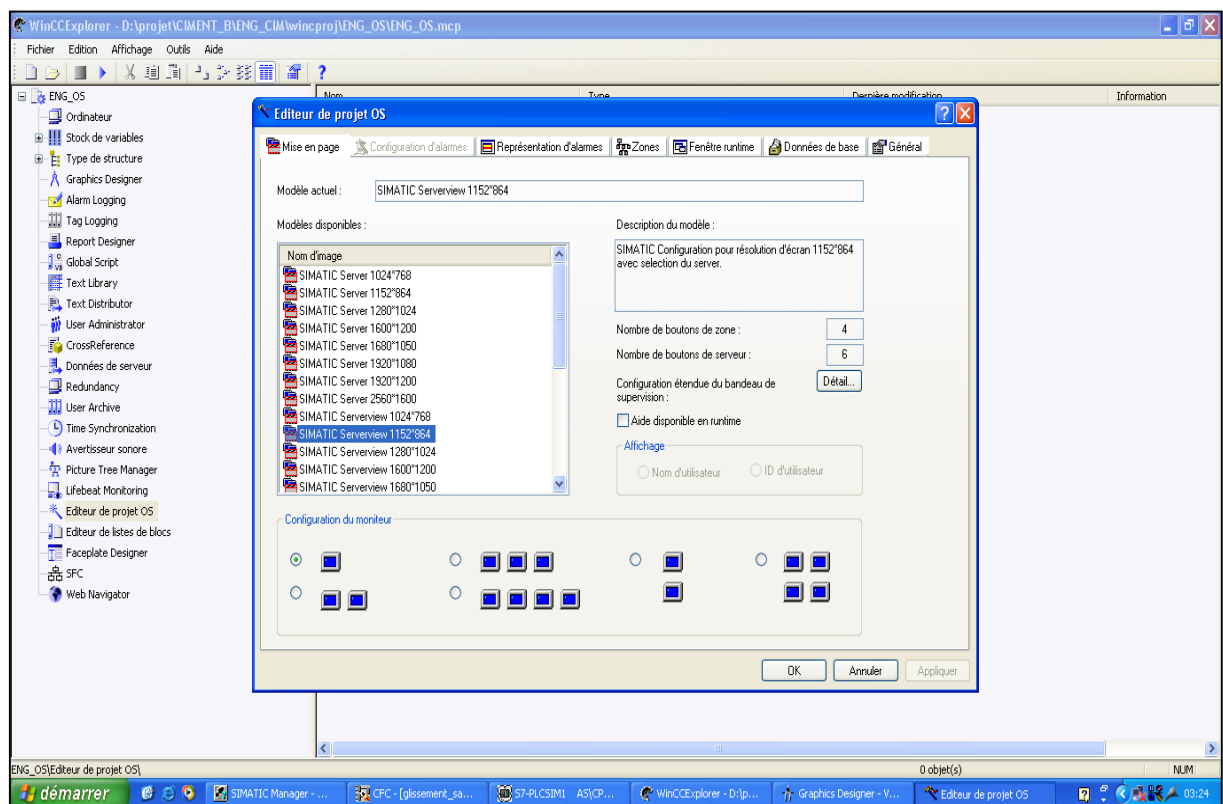 WinCCExplorer - D:\projet\CIMENT_B\ENG_CIM\wincproj\ENG_OS\ENG_OS.mcp
Fichier Edition Affichage Outils Aide
Nom Type Dernière modification Information
ENG_OS
Ordinateur
Stock de variables
Type de structure
Graphics Designer
Alarm Logging
Tag Logging
Report Designer
Global Script
Text Library
Text Distributor
User Administrator
CrossReference
Données de serveur
Redundancy
User Archive
Time Synchronization
Avertisseur sonore
Picture Tree Manager
Lifebeat Monitoring
Editeur de projet OS
Editeur de listes de blocs
Faceplate Designer
SFC
Web Navigator
Editeur de projet OS
Mise en page Configuration d'alarmes Représentation d'alarmes Zones Fenêtre runtime Données de base Général
Modèle actuel : SIMATIC Serverview 1152*864
Modèles disponibles :
Nom d'image
SIMATIC Server 1024*768
SIMATIC Server 1152*864
SIMATIC Server 1280*1024
SIMATIC Server 1600*1200
SIMATIC Server 1680*1050
SIMATIC Server 1920*1080
SIMATIC Server 1920*1200
SIMATIC Server 2560*1600
SIMATIC Serverview 1024*768
SIMATIC Serverview 1152*864
SIMATIC Serverview 1280*1024
SIMATIC Serverview 1600*1200
SIMATIC Serverview 1680*1050
Description du modèle :
SIMATIC Configuration pour résolution d'écran 1152*864
avec selection du server.
Nombre de boutons de zone : 4
Nombre de boutons de serveur : 6
Configuration étendue du bandeau de
supervision :
Détail...
Aide disponible en runtime
Affichage
Nom d'utilisateur ID d'utilisateur
Configuration du moniteur
OK Annuler Appliquer
ENG_OS\Editeur de projet OS\ 0 objet(s) NUM
démarrer SIMATIC Manager - ... CFC - [glissement_sa... S7-PLCSIM1 AS\CP... WinCCExplorer - D:\p... Graphics Designer - V... Editeur de projet OS 03:24